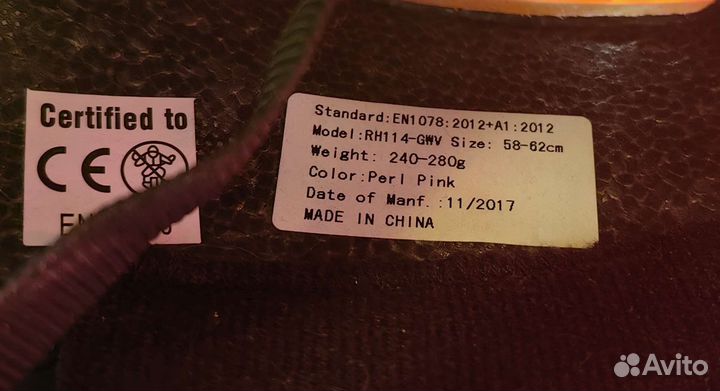 Certified to
CE
EN
Standard:EN1078:2012+A1:2012
Model:RH114-GWV Size: 58-62cm
Weight: 240-280g
Color:Perl Pink
Date of Manf.:11/2017
MADE IN CHINA
Avito